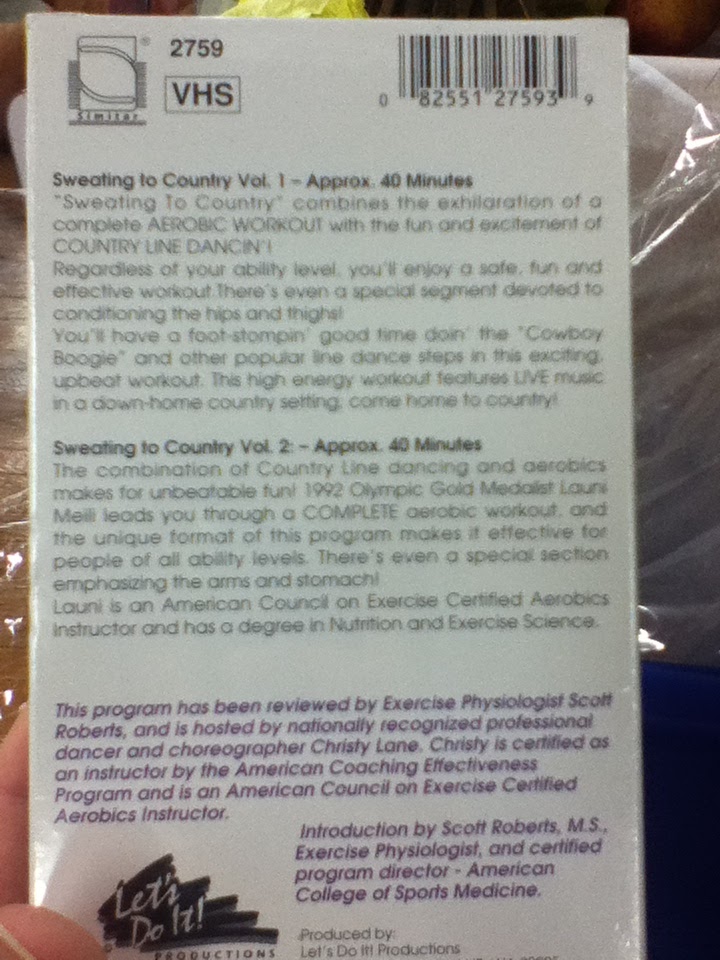 2759
VHS
Simitar
0 82551 27593 9
Sweating to Country Vol. 1 – Approx. 40 Minutes
"Sweating To Country" combines the exhilaration of a
complete AEROBIC WORKOUT with the fun and excitement of
COUNTRY LINE DANCIN'!
Regardless of your ability level, you'll enjoy a safe, fun and
effective workout.There's even a special segment devoted to
conditioning the hips and thighs!
You'll have a foot-stompin' good time doin' the "Cowboy
Boogie" and other popular line dance steps in this exciting,
upbeat workout. This high energy workout features LIVE music
in a down-home country setting, come home to country!
Sweating to Country Vol. 2: – Approx. 40 Minutes
The combination of Country Line dancing and aerobics
makes for unbeatable fun! 1992 Olympic Gold Medalist Launi
Meili leads you through a COMPLETE aerobic workout, and
the unique format of this program makes it effective for
people of all ability levels. There's even a special section
emphasizing the arms and stomach!
Launi is an American Council on Exercise Certified Aerobics
Instructor and has a degree in Nutrition and Exercise Science.
This program has been reviewed by Exercise Physiologist Scott
Roberts, and is hosted by nationally recognized professional
dancer and choreographer Christy Lane. Christy is certified as
an instructor by the American Coaching Effectiveness
Program and is an American Council on Exercise Certified
Aerobics Instructor.
Introduction by Scott Roberts, M.S.,
Exercise Physiologist, and certified
program director - American
College of Sports Medicine.
Let's
Do It!
PRODUCTIONS
Produced by:
Let's Do It! Productions